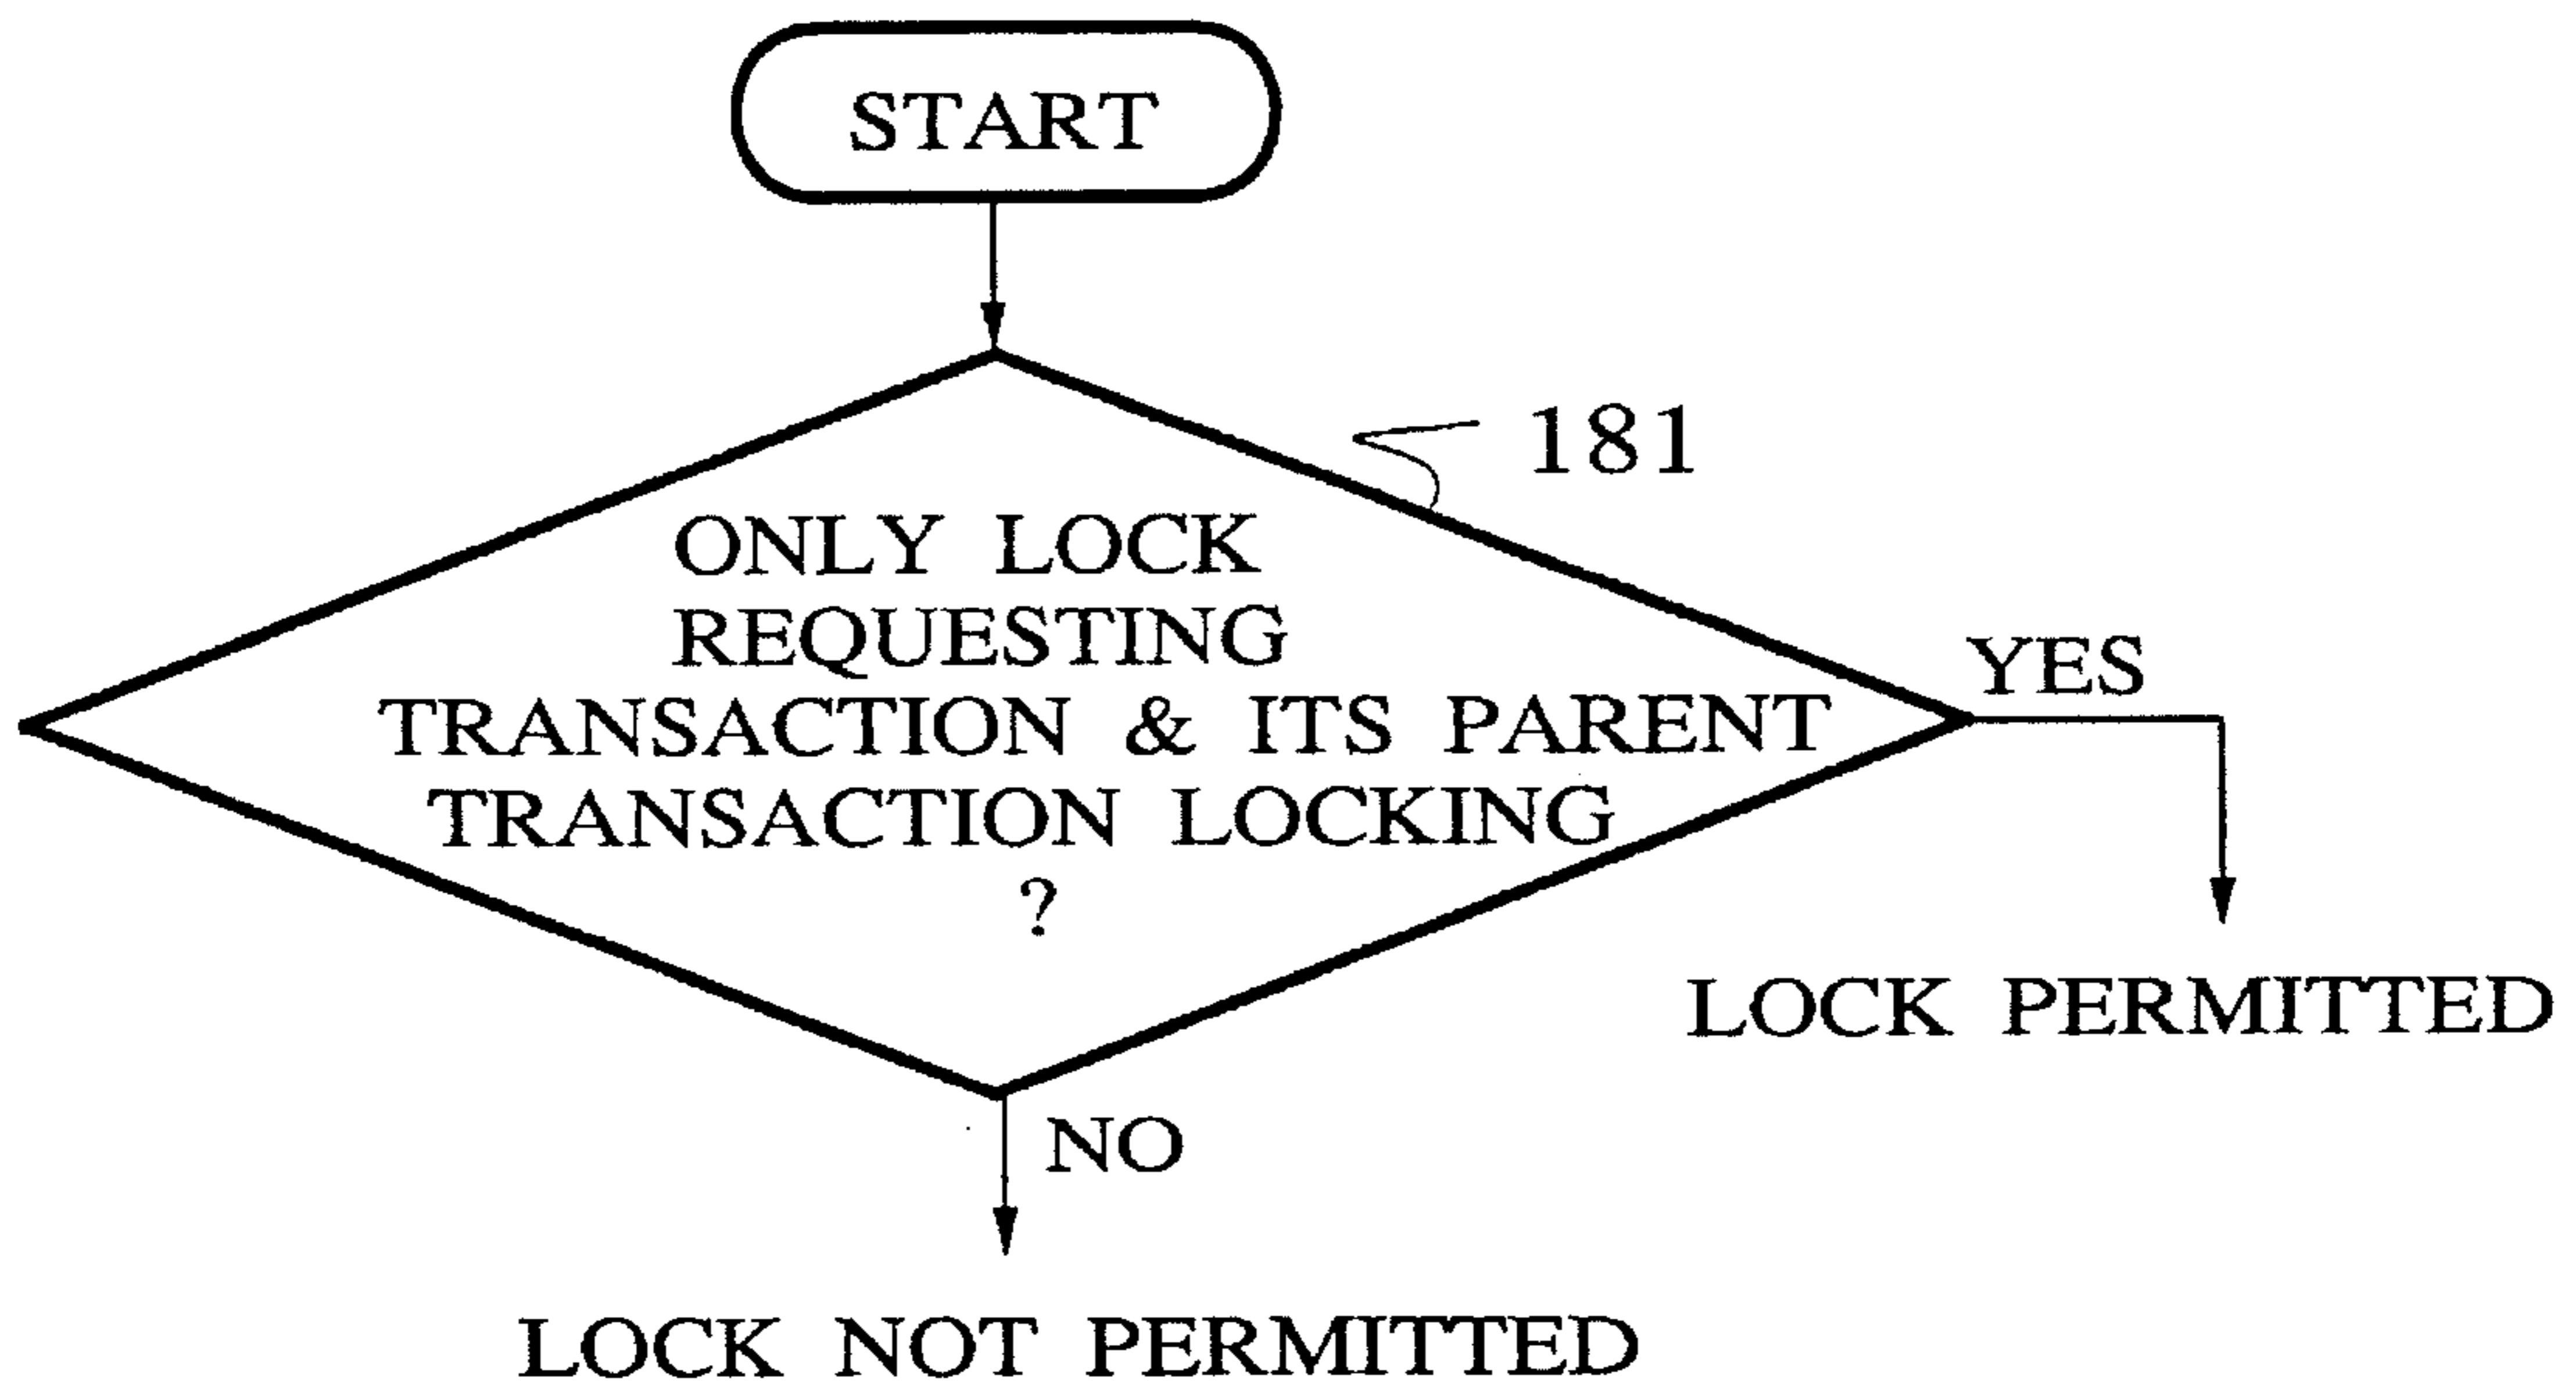 START
181
ONLY LOCK
REQUESTING
TRANSACTION & ITS PARENT
TRANSACTION LOCKING
?
YES
LOCK PERMITTED
NO
LOCK NOT PERMITTED